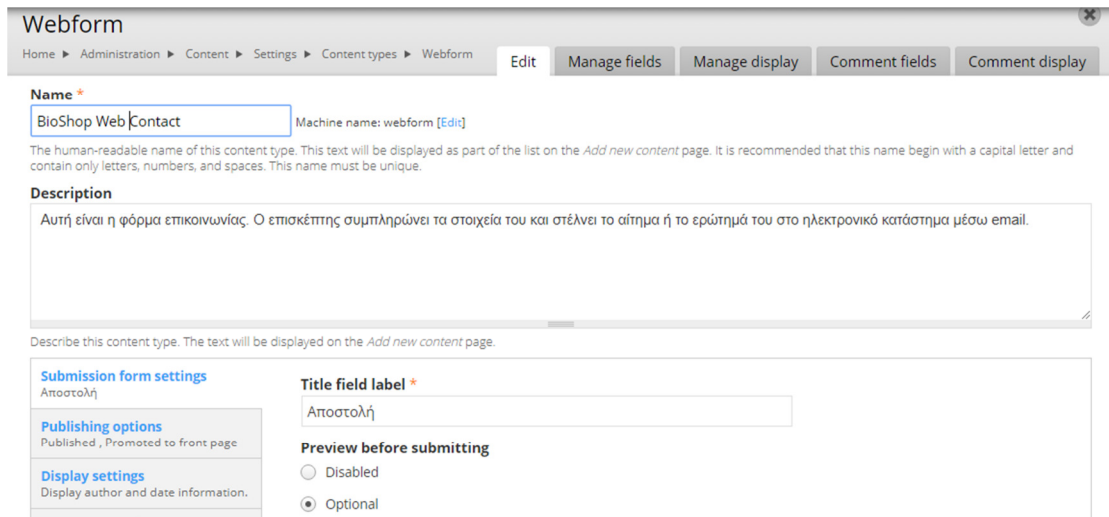 Webform
Home ▶ Administration ▶ Content ▶ Settings ▶ Content types ▶ Webform
Edit Manage fields Manage display Comment fields Comment display
Name *
BioShop Web Contact Machine name: webform [Edit]
The human-readable name of this content type. This text will be displayed as part of the list on the Add new content page. It is recommended that this name begin with a capital letter and
contain only letters, numbers, and spaces. This name must be unique.
Description
Αυτή είναι η φόρμα επικοινωνίας. Ο επισκέπτης συμπληρώνει τα στοιχεία του και στέλνει το αίτημα ή το ερώτημά του στο ηλεκτρονικό κατάστημα μέσω email.
Describe this content type. The text will be displayed on the Add new content page.
Submission form settings
Αποστολή
Publishing options
Published , Promoted to front page
Display settings
Display author and date information.
Title field label *
Αποστολή
Preview before submitting
Disabled
Optional